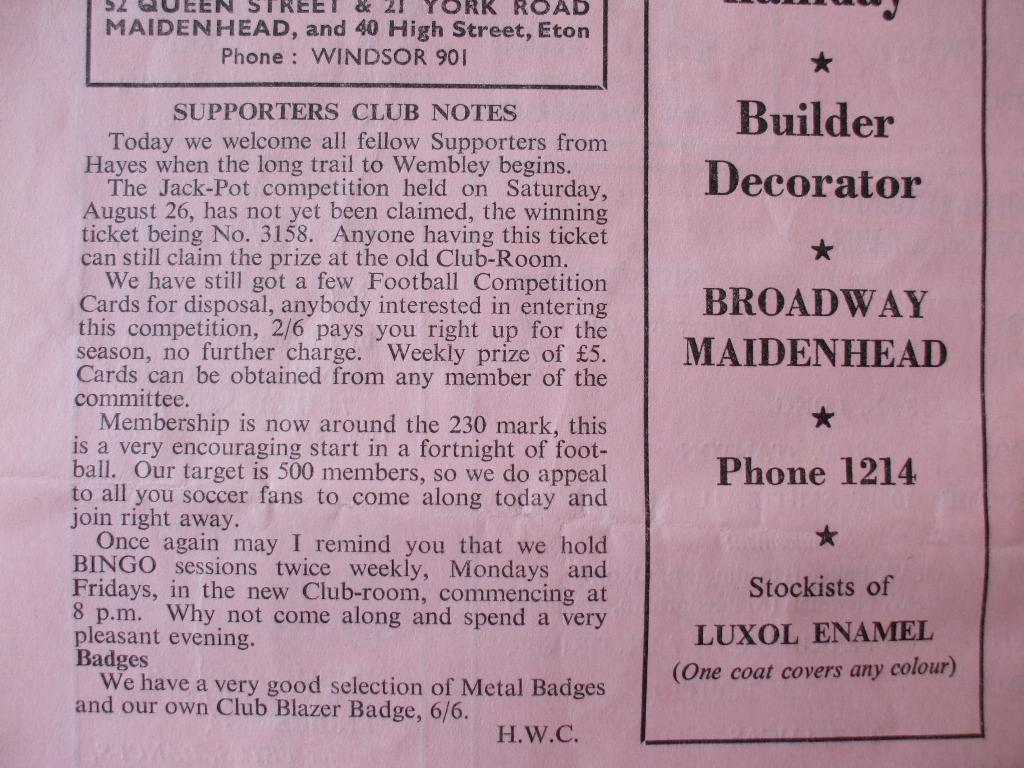 52 QUEEN STREET & 21 YORK ROAD
MAIDENHEAD, and 40 High Street, Eton
Phone : WINDSOR 901
SUPPORTERS CLUB NOTES
Today we welcome all fellow Supporters from
Hayes when the long trail to Wembley begins.
The Jack-Pot competition held on Saturday,
August 26, has not yet been claimed, the winning
ticket being No. 3158. Anyone having this ticket
can still claim the prize at the old Club-Room.
We have still got a few Football Competition
Cards for disposal, anybody interested in entering
this competition, 2/6 pays you right up for the
season, no further charge. Weekly prize of £5.
Cards can be obtained from any member of the
committee.
Membership is now around the 230 mark, this
is a very encouraging start in a fortnight of foot-
ball. Our target is 500 members, so we do appeal
to all you soccer fans to come along today and
join right away.
Once again may I remind you that we hold
BINGO sessions twice weekly, Mondays and
Fridays, in the new Club-room, commencing at
8 p.m. Why not come along and spend a very
pleasant evening.
Badges
We have a very good selection of Metal Badges
and our own Club Blazer Badge, 6/6.
H.W.C.
Builder
Decorator
BROADWAY
MAIDENHEAD
Phone 1214
Stockists of
LUXOL ENAMEL
(One coat covers any colour)